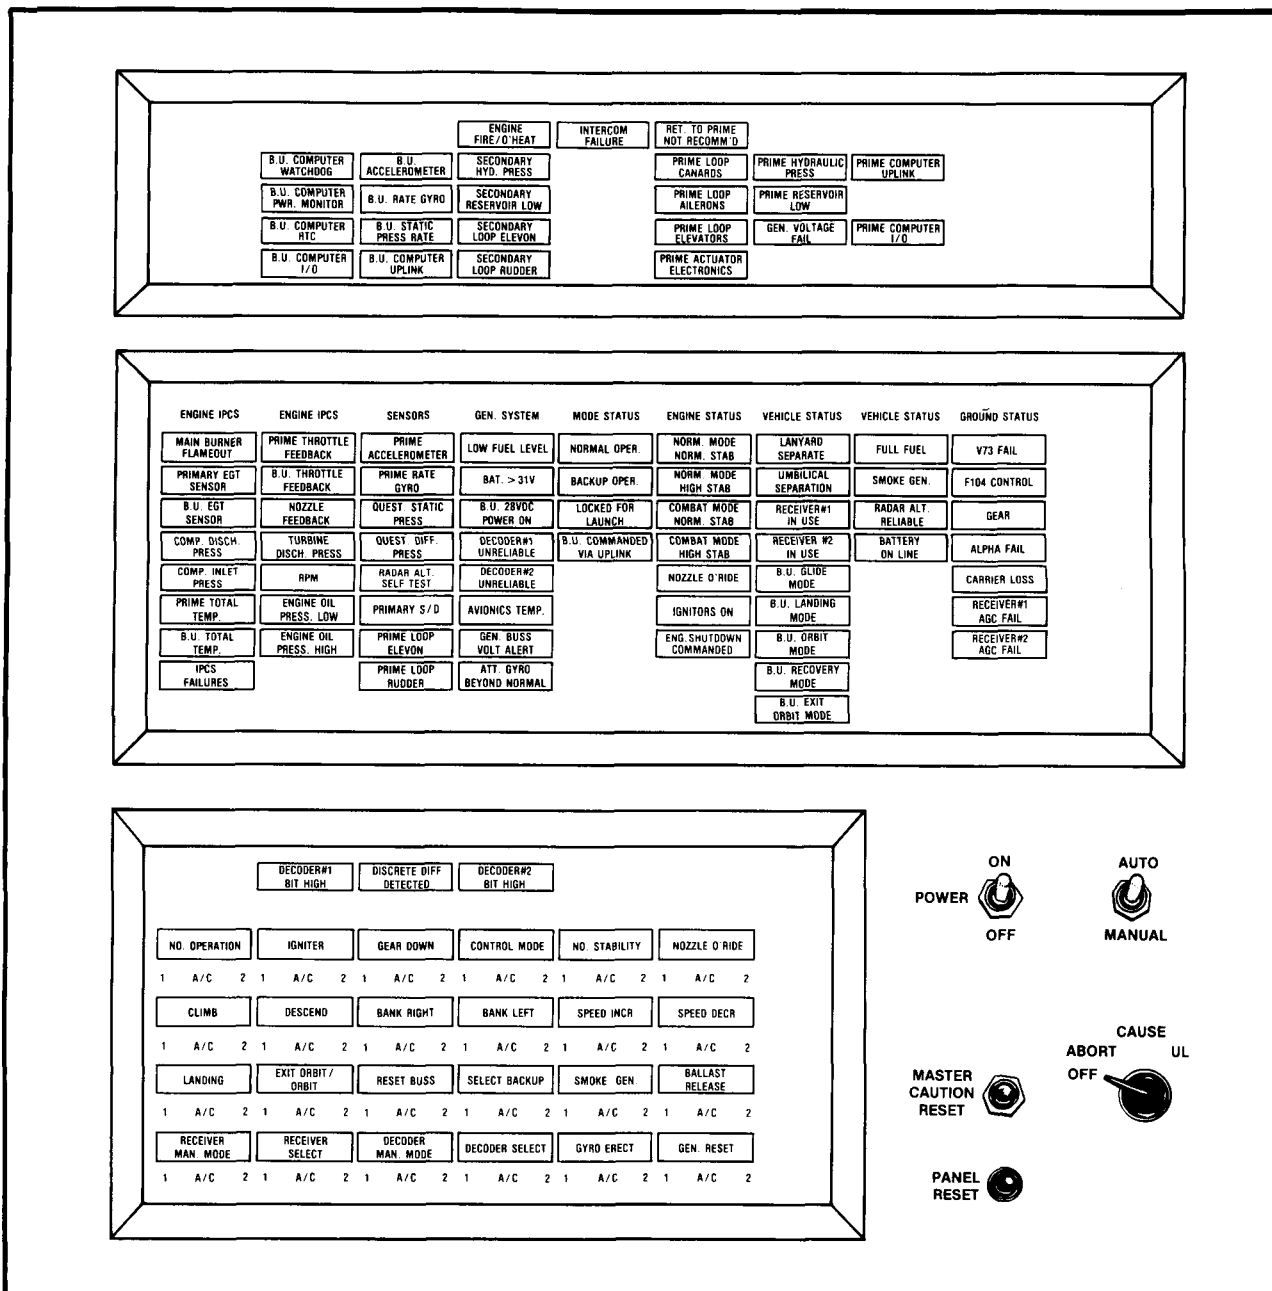 ENGINE FIRE/O'HEAT
INTERCOM FAILURE
RET. TO PRIME NOT RECOMM'D
B.U. COMPUTER WATCHDOG
B.U. ACCELEROMETER
SECONDARY HYD. PRESS
PRIME LOOP CANARDS
PRIME HYDRAULIC PRESS
PRIME COMPUTER UPLINK
B.U. COMPUTER PWR. MONITOR
B.U. RATE GYRO
SECONDARY RESERVOIR LOW
PRIME LOOP AILERONS
PRIME RESERVOIR LOW
B.U. COMPUTER RTC
B.U. STATIC PRESS RATE
SECONDARY LOOP ELEVON
PRIME LOOP ELEVATORS
GEN. VOLTAGE FAIL
PRIME COMPUTER I/O
B.U. COMPUTER I/O
B.U. COMPUTER UPLINK
SECONDARY LOOP RUDDER
PRIME ACTUATOR ELECTRONICS
ENGINE IPCS
ENGINE IPCS
SENSORS
GEN. SYSTEM
MODE STATUS
ENGINE STATUS
VEHICLE STATUS
VEHICLE STATUS
GROUND STATUS
MAIN BURNER FLAMEOUT
PRIME THROTTLE FEEDBACK
PRIME ACCELEROMETER
LOW FUEL LEVEL
NORMAL OPER.
NORM. MODE NORM. STAB
LANYARD SEPARATE
FULL FUEL
V73 FAIL
PRIMARY EGT SENSOR
B.U. THROTTLE FEEDBACK
PRIME RATE GYRO
BAT. > 31V
BACKUP OPER.
NORM. MODE HIGH STAB
UMBILICAL SEPARATION
SMOKE GEN.
F104 CONTROL
B.U. EGT SENSOR
NOZZLE FEEDBACK
QUEST. STATIC PRESS
B.U. 28VDC POWER ON
LOCKED FOR LAUNCH
COMBAT MODE NORM. STAB
RECEIVER#1 IN USE
RADAR ALT. RELIABLE
GEAR
COMP. DISCH. PRESS
TURBINE DISCH. PRESS
QUEST. DIFF. PRESS
DECODER#1 UNRELIABLE
B.U. COMMANDED VIA UPLINK
COMBAT MODE HIGH STAB
RECEIVER #2 IN USE
BATTERY ON LINE
ALPHA FAIL
COMP. INLET PRESS
RPM
RADAR ALT. SELF TEST
DECODER#2 UNRELIABLE
NOZZLE O'RIDE
B.U. GLIDE MODE
CARRIER LOSS
PRIME TOTAL TEMP.
ENGINE OIL PRESS. LOW
PRIMARY S/D
AVIONICS TEMP.
IGNITORS ON
B.U. LANDING MODE
RECEIVER#1 AGC FAIL
B.U. TOTAL TEMP.
ENGINE OIL PRESS. HIGH
PRIME LOOP ELEVON
GEN. BUSS VOLT ALERT
ENG.SHUTDOWN COMMANDED
B.U. ORBIT MODE
RECEIVER#2 AGC FAIL
IPCS FAILURES
PRIME LOOP RUDDER
ATT. GYRO BEYOND NORMAL
B.U. RECOVERY MODE
B.U. EXIT ORBIT MODE
DECODER#1 BIT HIGH
DISCRETE DIFF DETECTED
DECODER#2 BIT HIGH
NO. OPERATION
IGNITER
GEAR DOWN
CONTROL MODE
NO. STABILITY
NOZZLE O'RIDE
1 A/C 2 1 A/C 2 1 A/C 2 1 A/C 2 1 A/C 2 1 A/C 2
CLIMB
DESCEND
BANK RIGHT
BANK LEFT
SPEED INCR
SPEED DECR
1 A/C 2 1 A/C 2 1 A/C 2 1 A/C 2 1 A/C 2 1 A/C 2
LANDING
EXIT ORBIT/ ORBIT
RESET BUSS
SELECT BACKUP
SMOKE GEN.
BALLAST RELEASE
1 A/C 2 1 A/C 2 1 A/C 2 1 A/C 2 1 A/C 2 1 A/C 2
RECEIVER MAN. MODE
RECEIVER SELECT
DECODER MAN. MODE
DECODER SELECT
GYRO ERECT
GEN. RESET
1 A/C 2 1 A/C 2 1 A/C 2 1 A/C 2 1 A/C 2 1 A/C 2
ON
POWER
OFF
AUTO
MANUAL
CAUSE
ABORT UL
OFF
MASTER
CAUTION
RESET
PANEL
RESET